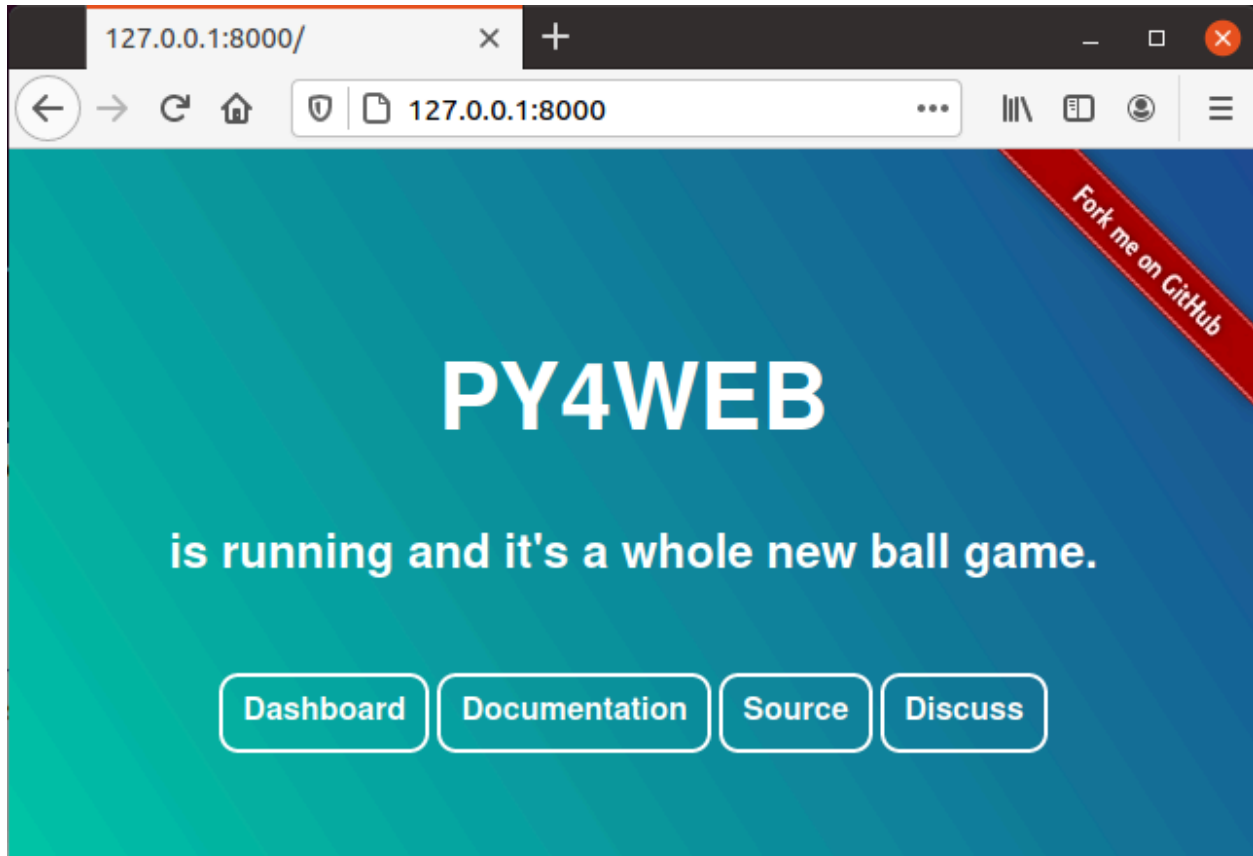 127.0.0.1:8000/
127.0.0.1:8000
Fork me on GitHub
PY4WEB
is running and it's a whole new ball game.
Dashboard Documentation Source Discuss